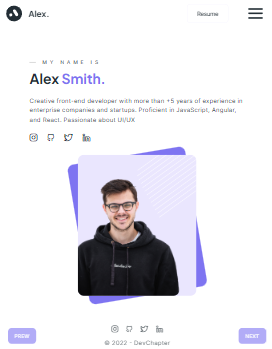 Alex.
Resume
MY NAME IS
Alex Smith.
Creative front-end developer with more than +5 years of experience in
enterprise companies and startups. Proficient in JavaScript, Angular,
and React. Passionate about UI/UX
PREW
NEXT
© 2022 - DevChapter